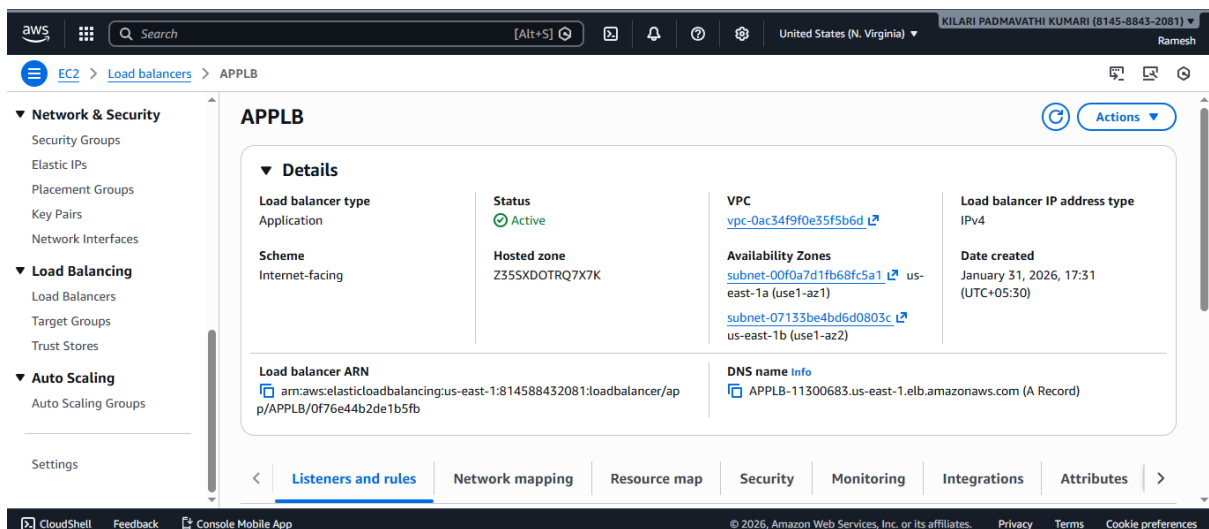 aws
Search
[Alt+S]
United States (N. Virginia)
KILARI PADMAVATHI KUMARI (8145-8843-2081)
Ramesh
EC2 > Load balancers > APPLB
Network & Security
Security Groups
Elastic IPs
Placement Groups
Key Pairs
Network Interfaces
Load Balancing
Load Balancers
Target Groups
Trust Stores
Auto Scaling
Auto Scaling Groups
Settings
APPLB
Actions
Details
Load balancer type
Application
Status
Active
VPC
vpc-0ac34f9f0e35f5b6d
Load balancer IP address type
IPv4
Scheme
Internet-facing
Hosted zone
Z35SXDOTRQ7X7K
Availability Zones
subnet-00f0a7d1fb68fc5a1 us-
east-1a (use1-az1)
subnet-07133be4bd6d0803c
us-east-1b (use1-az2)
Date created
January 31, 2026, 17:31
(UTC+05:30)
Load balancer ARN
arn:aws:elasticloadbalancing:us-east-1:814588432081:loadbalancer/ap
p/APPLB/0f76e44b2de1b5fb
DNS name Info
APPLB-11300683.us-east-1.elb.amazonaws.com (A Record)
Listeners and rules
Network mapping
Resource map
Security
Monitoring
Integrations
Attributes
CloudShell
Feedback
Console Mobile App
© 2026, Amazon Web Services, Inc. or its affiliates.
Privacy
Terms
Cookie preferences